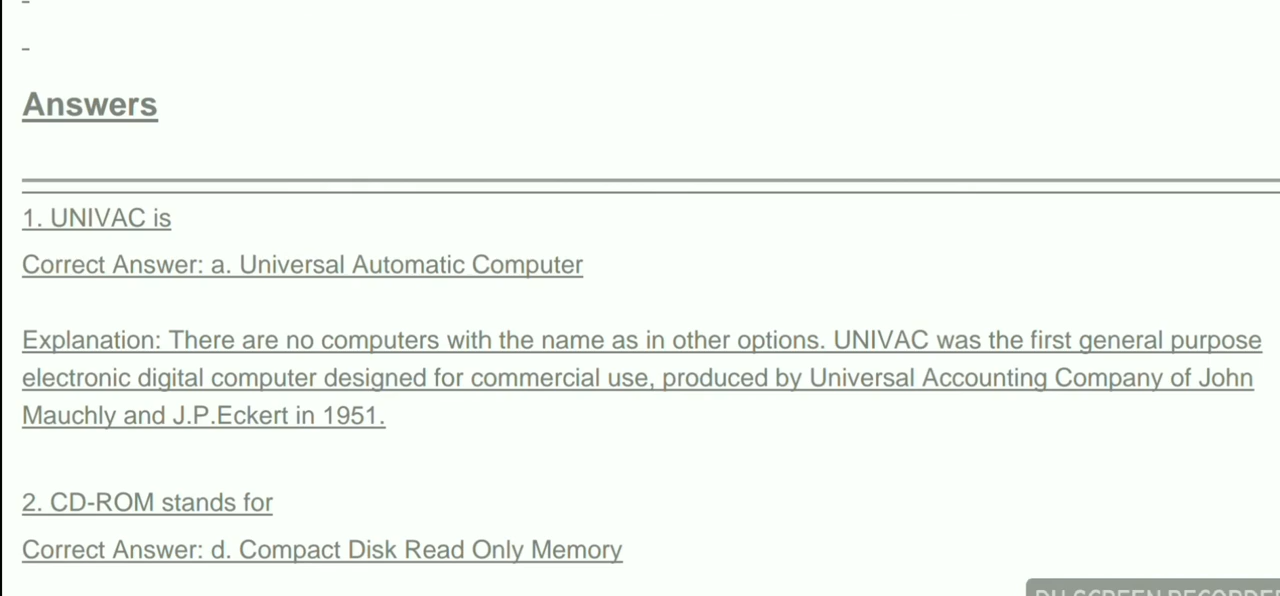 -
-
Answers
1. UNIVAC is
Correct Answer: a. Universal Automatic Computer
Explanation: There are no computers with the name as in other options. UNIVAC was the first general purpose
electronic digital computer designed for commercial use, produced by Universal Accounting Company of John
Mauchly and J.P.Eckert in 1951.
2. CD-ROM stands for
Correct Answer: d. Compact Disk Read Only Memory
DU SCREEN RECORDER